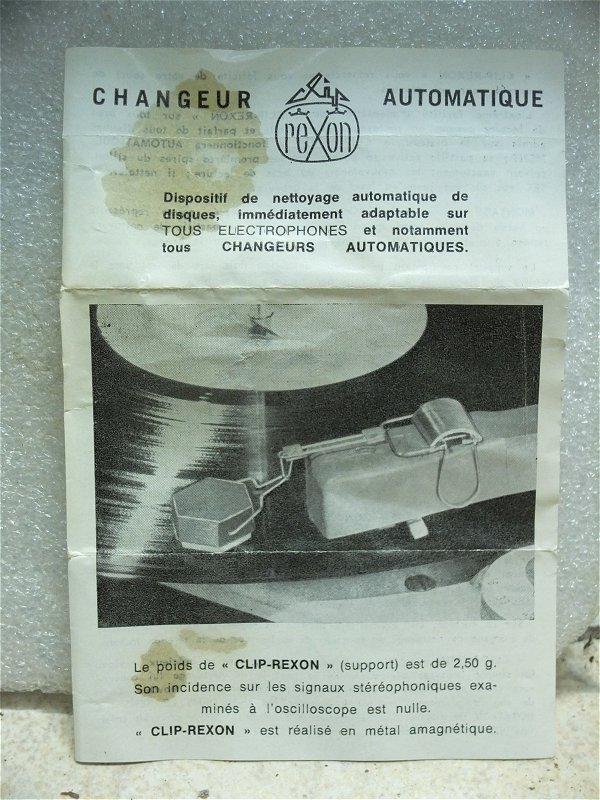 CHANGEUR Clip reXon AUTOMATIQUE
Dispositif de nettoyage automatique de
disques, immédiatement adaptable sur
TOUS ELECTROPHONES et notamment
tous CHANGEURS AUTOMATIQUES.
Le poids de « CLIP-REXON » (support) est de 2,50 g.
Son incidence sur les signaux stéréophoniques exa-
minés à l'oscilloscope est nulle.
« CLIP-REXON » est réalisé en métal amagnétique.